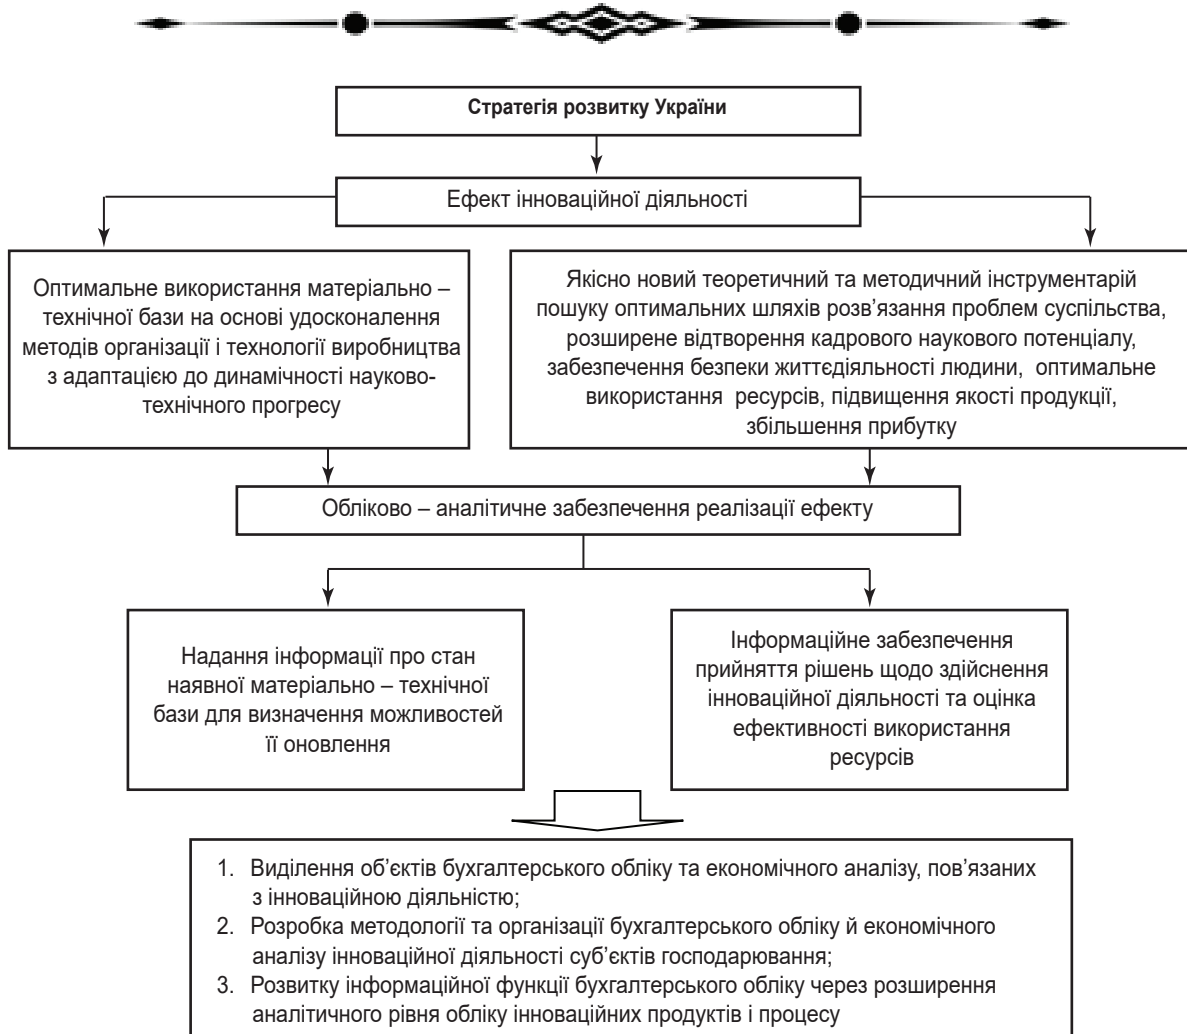 Стратегія розвитку України
Ефект інноваційної діяльності
Оптимальне використання матеріально –
технічної бази на основі удосконалення
методів організації і технології виробництва
з адаптацією до динамічності науково-
технічного прогресу
Якісно новий теоретичний та методичний інструментарій
пошуку оптимальних шляхів розв’язання проблем суспільства,
розширене відтворення кадрового наукового потенціалу,
забезпечення безпеки життєдіяльності людини, оптимальне
використання ресурсів, підвищення якості продукції,
збільшення прибутку
Обліково – аналітичне забезпечення реалізації ефекту
Надання інформації про стан
наявної матеріально – технічної
бази для визначення можливостей
її оновлення
Інформаційне забезпечення
прийняття рішень щодо здійснення
інноваційної діяльності та оцінка
ефективності використання
ресурсів
1. Виділення об’єктів бухгалтерського обліку та економічного аналізу, пов’язаних
з інноваційною діяльністю;
2. Розробка методології та організації бухгалтерського обліку й економічного
аналізу інноваційної діяльності суб’єктів господарювання;
3. Розвитку інформаційної функції бухгалтерського обліку через розширення
аналітичного рівня обліку інноваційних продуктів і процесу